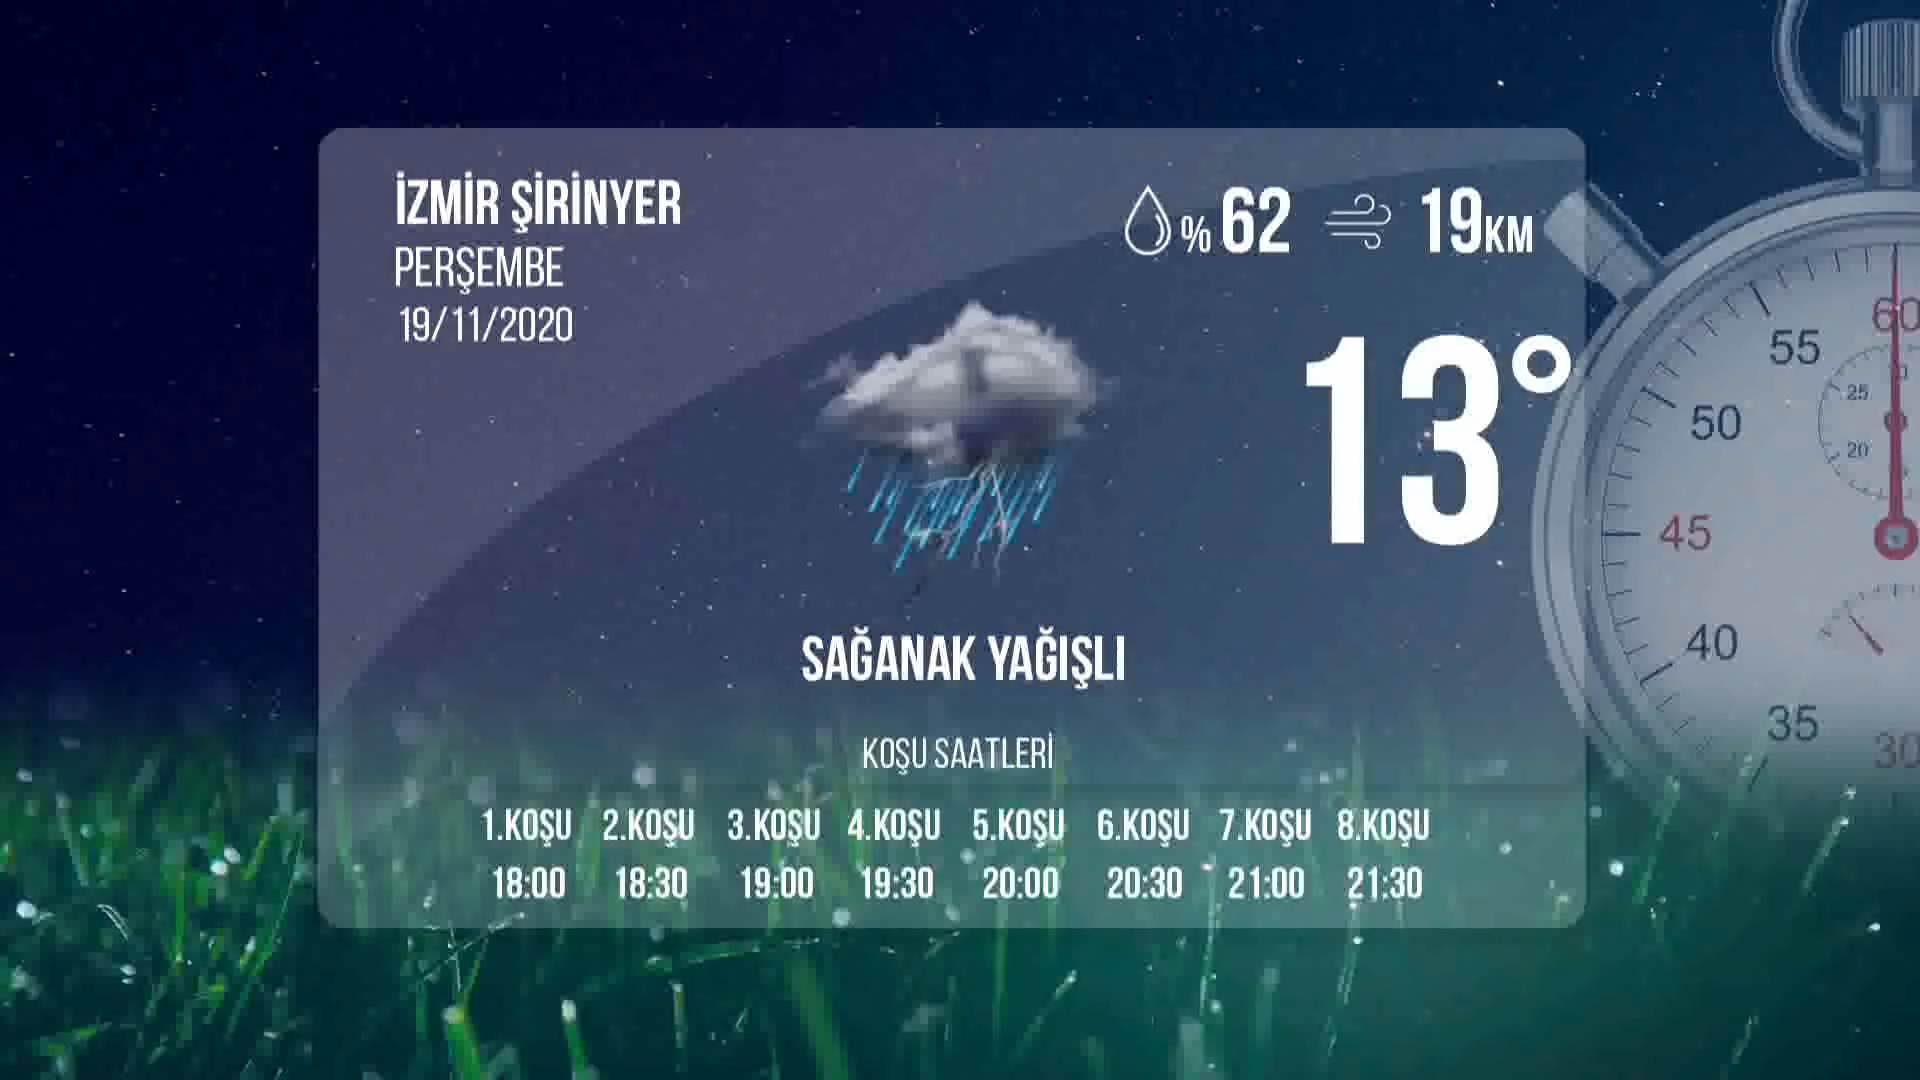 İZMİR ŞİRİNYER
PERŞEMBE
19/11/2020
% 62 19KM
13°
SAĞANAK YAĞIŞLI
KOŞU SAATLERİ
1.KOŞU 2.KOŞU 3.KOŞU 4.KOŞU 5.KOŞU 6.KOŞU 7.KOŞU 8.KOŞU
18:00 18:30 19:00 19:30 20:00 20:30 21:00 21:30
60
55
50
45
40
35
30
25
20